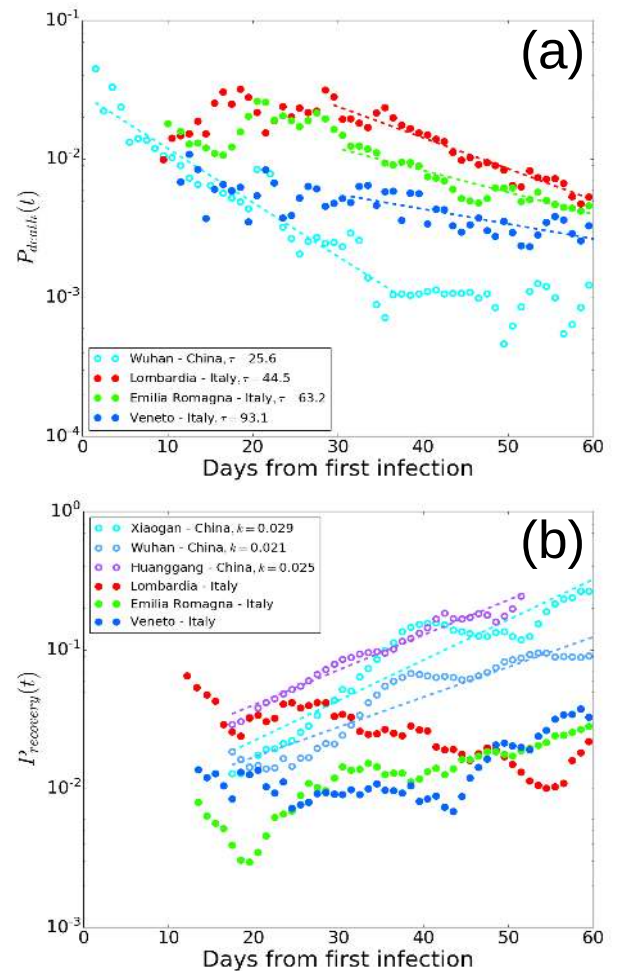 (a)
10⁻¹
10⁻²
10⁻³
10⁻⁴
P_death(t)
Wuhan - China, τ = 25.6
Lombardia - Italy, τ = 44.5
Emilia Romagna - Italy, τ = 63.2
Veneto - Italy, τ = 93.1
0 10 20 30 40 50 60
Days from first infection
(b)
10⁰
10⁻¹
10⁻²
10⁻³
P_recovery(t)
Xiaogan - China, k = 0.029
Wuhan - China, k = 0.021
Huanggang - China, k = 0.025
Lombardia - Italy
Emilia Romagna - Italy
Veneto - Italy
0 10 20 30 40 50 60
Days from first infection